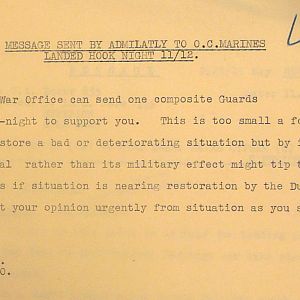 MESSAGE SENT BY ADMILATLY TO O.C.MARINES
LANDED HOOK NIGHT 11/12.
War Office can send one composite Guards
-night to support you. This is too small a fo
store a bad or deteriorating situation but by i
al rather than its military effect might tip t
s if situation is nearing restoration by the Du
t your opinion urgently from situation as you s
.
O.